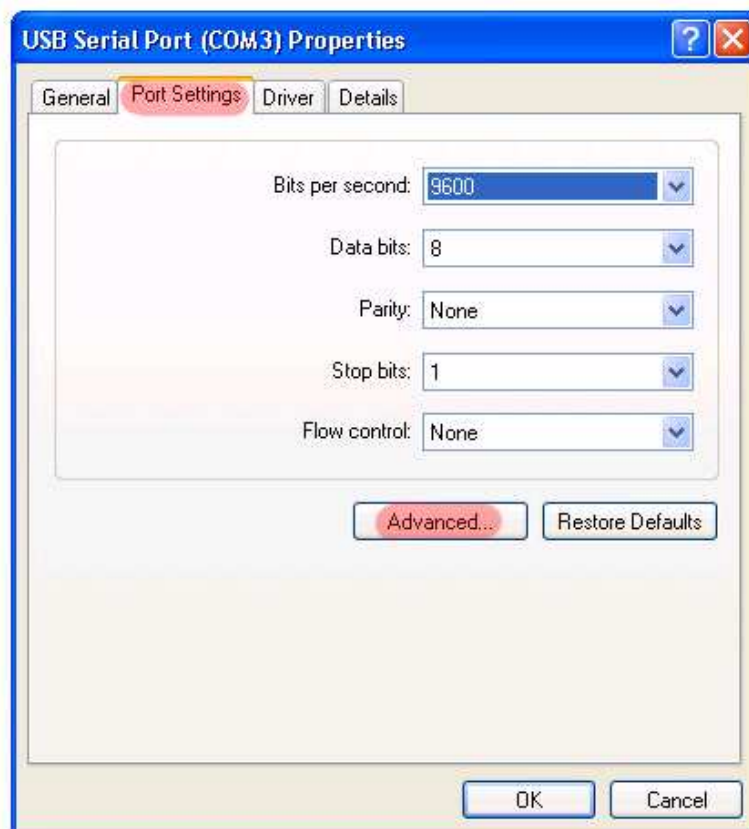 USB Serial Port (COM3) Properties
General Port Settings Driver Details
Bits per second: 9600
Data bits: 8
Parity: None
Stop bits: 1
Flow control: None
Advanced... Restore Defaults
OK Cancel